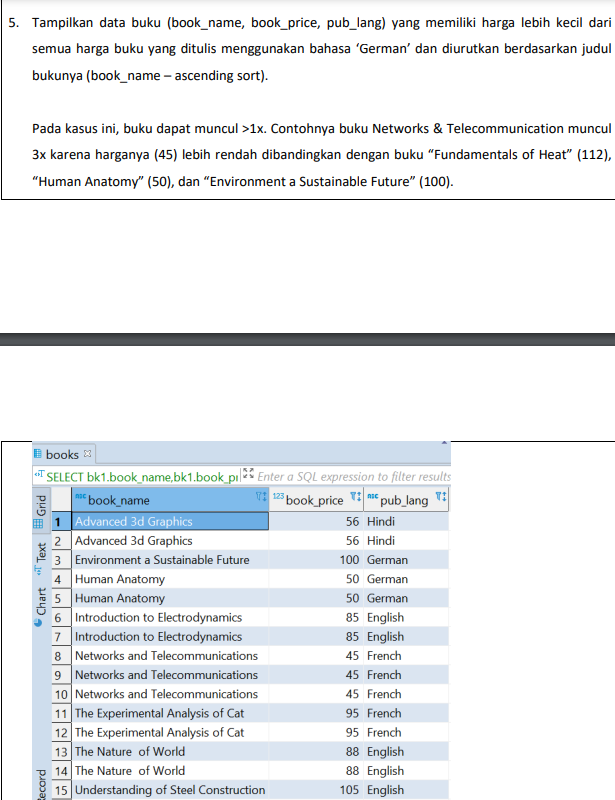 5. Tampilkan data buku (book_name, book_price, pub_lang) yang memiliki harga lebih kecil dari
semua harga buku yang ditulis menggunakan bahasa ‘German’ dan diurutkan berdasarkan judul
bukunya (book_name – ascending sort).
Pada kasus ini, buku dapat muncul >1x. Contohnya buku Networks & Telecommunication muncul
3x karena harganya (45) lebih rendah dibandingkan dengan buku “Fundamentals of Heat” (112),
“Human Anatomy” (50), dan “Environment a Sustainable Future” (100).
books
SELECT bk1.book_name,bk1.book_pi Enter a SQL expression to filter results
Grid
Text
Chart
Record
ABC book_name 123 book_price ABC pub_lang
1 Advanced 3d Graphics 56 Hindi
2 Advanced 3d Graphics 56 Hindi
3 Environment a Sustainable Future 100 German
4 Human Anatomy 50 German
5 Human Anatomy 50 German
6 Introduction to Electrodynamics 85 English
7 Introduction to Electrodynamics 85 English
8 Networks and Telecommunications 45 French
9 Networks and Telecommunications 45 French
10 Networks and Telecommunications 45 French
11 The Experimental Analysis of Cat 95 French
12 The Experimental Analysis of Cat 95 French
13 The Nature of World 88 English
14 The Nature of World 88 English
15 Understanding of Steel Construction 105 English